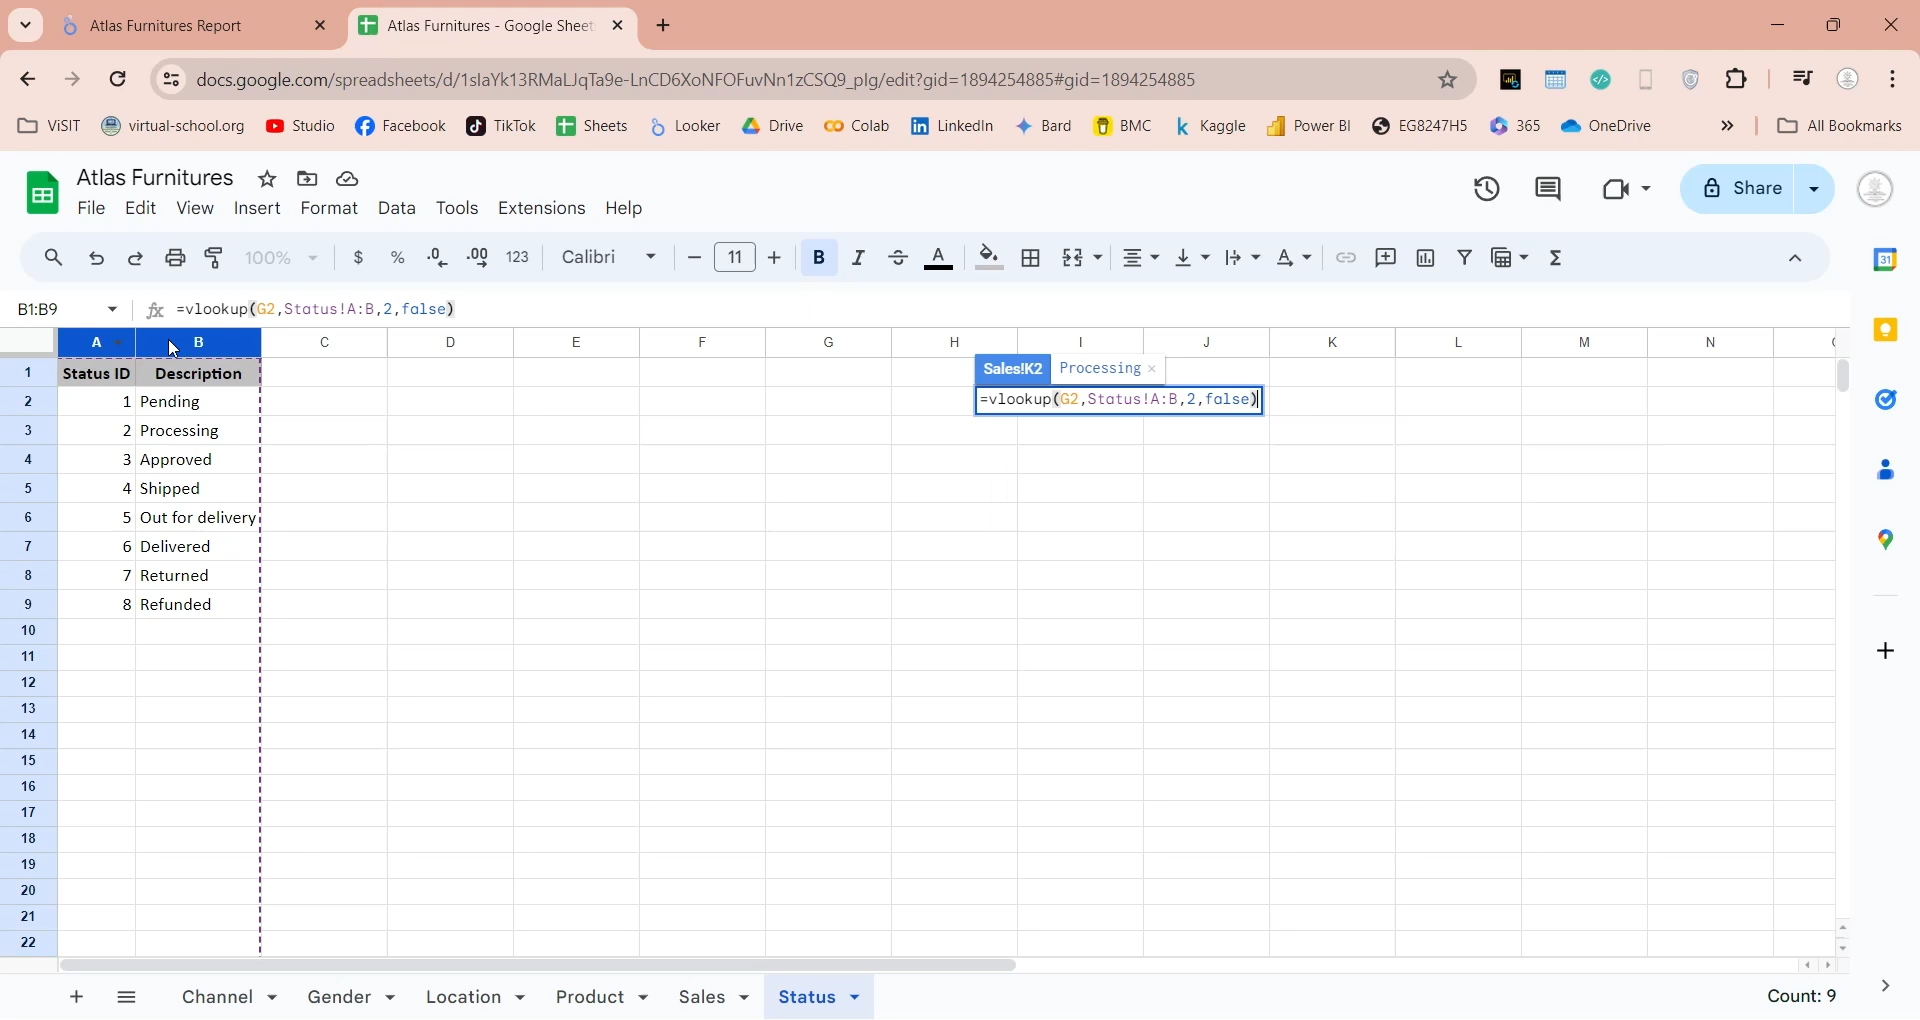 Atlas Furnitures Report
Atlas Furnitures - Google Sheet
docs.google.com/spreadsheets/d/1slaYk13RMaLJqTa9e-LnCD6XoNFOFuvNn1zCSQ9_plg/edit?gid=1894254885#gid=1894254885
ViSIT virtual-school.org Studio Facebook TikTok Sheets Looker Drive Colab LinkedIn Bard BMC Kaggle Power BI EG8247H5 365 OneDrive » All Bookmarks
Atlas Furnitures
File Edit View Insert Format Data Tools Extensions Help
Share
100% $ % .0 .00 123 Calibri 11 B I A
31
B1:B9 fx =vlookup(G2,Status!A:B,2,false)
A B C D E F G H I J K L M N
Sales!K2 Processing ×
=vlookup(G2,Status!A:B,2,false)
1 Status ID Description
2 1 Pending
3 2 Processing
4 3 Approved
5 4 Shipped
6 5 Out for delivery
7 6 Delivered
8 7 Returned
9 8 Refunded
10
11
12
13
14
15
16
17
18
19
20
21
22
Channel Gender Location Product Sales Status Count: 9